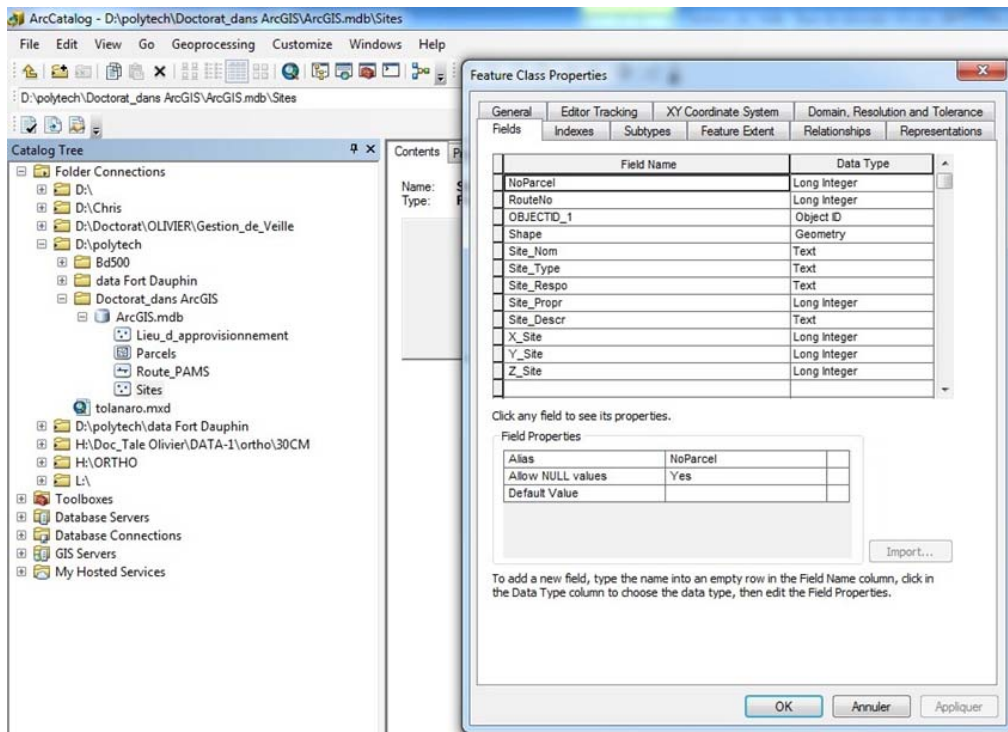 ArcCatalog - D:\polytech\Doctorat_dans ArcGIS\ArcGIS.mdb\Sites
File Edit View Go Geoprocessing Customize Windows Help
D:\polytech\Doctorat_dans ArcGIS\ArcGIS.mdb\Sites
Catalog Tree
Folder Connections
D:\
D:\Chris
D:\Doctorat\OLIVIER\Gestion_de_Veille
D:\polytech
Bd500
data Fort Dauphin
Doctorat_dans ArcGIS
ArcGIS.mdb
Lieu_d_approvisionnement
Parcels
Route_PAMS
Sites
tolanaro.mxd
D:\polytech\data Fort Dauphin
H:\Doc_Tale Olivier\DATA-1\ortho\30CM
H:\ORTHO
L:\
Toolboxes
Database Servers
Database Connections
GIS Servers
My Hosted Services
Contents
Name:
Type:
Feature Class Properties
General Editor Tracking XY Coordinate System Domain, Resolution and Tolerance
Fields Indexes Subtypes Feature Extent Relationships Representations
Field Name Data Type
NoParcel Long Integer
RouteNo Long Integer
OBJECTID_1 Object ID
Shape Geometry
Site_Nom Text
Site_Type Text
Site_Respo Text
Site_Propr Long Integer
Site_Descr Text
X_Site Long Integer
Y_Site Long Integer
Z_Site Long Integer
Click any field to see its properties.
Field Properties
Alias NoParcel
Allow NULL values Yes
Default Value
Import...
To add a new field, type the name into an empty row in the Field Name column, click in
the Data Type column to choose the data type, then edit the Field Properties.
OK Annuler Appliquer